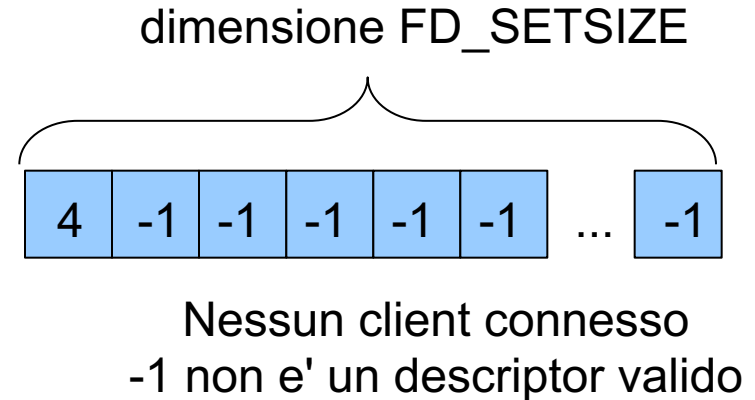 dimensione FD_SETSIZE
4 -1 -1 -1 -1 -1 ... -1
Nessun client connesso
-1 non e' un descriptor valido